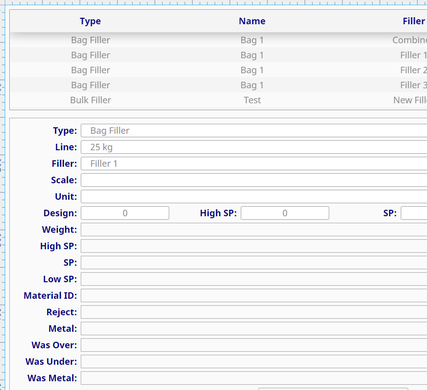 Type Name Filler
Bag Filler Bag 1 Combine
Bag Filler Bag 1 Filler 1
Bag Filler Bag 1 Filler 2
Bag Filler Bag 1 Filler 3
Bulk Filler Test New Fill
Type: Bag Filler
Line: 25 kg
Filler: Filler 1
Scale:
Unit:
Design: 0 High SP: 0 SP:
Weight:
High SP:
SP:
Low SP:
Material ID:
Reject:
Metal:
Was Over:
Was Under:
Was Metal: